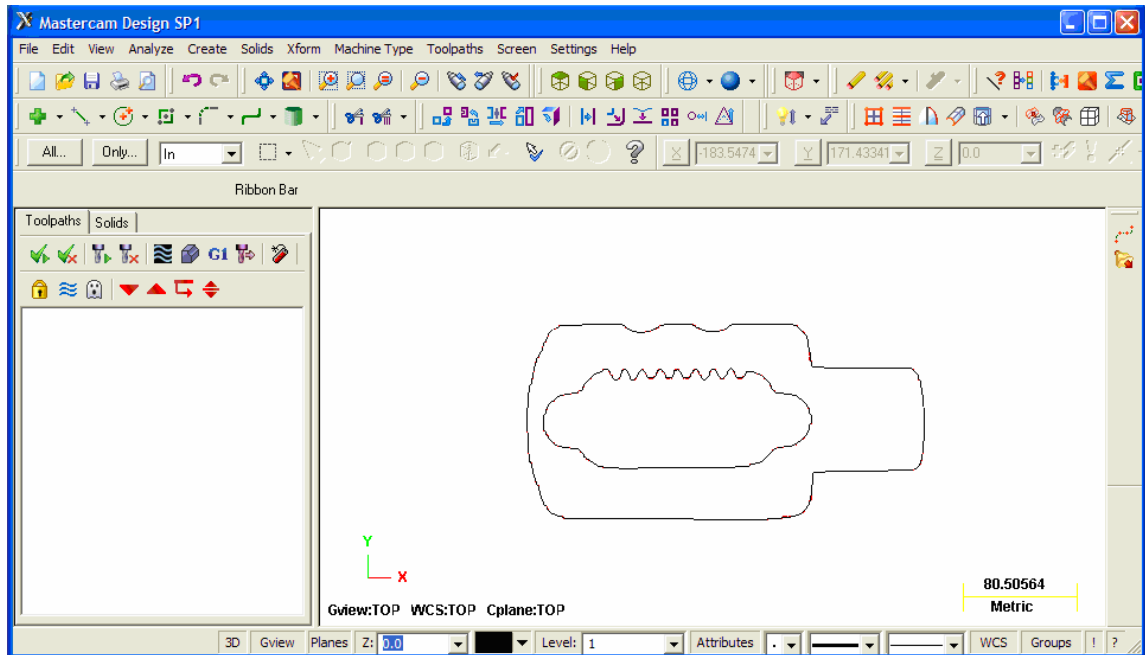 Mastercam Design SP1
File Edit View Analyze Create Solids Xform Machine Type Toolpaths Screen Settings Help
All... Only... In X -183.5474 Y 171.43341 Z 0.0
Ribbon Bar
Toolpaths Solids
G1
Y
X
Gview:TOP WCS:TOP Cplane:TOP
80.50564
Metric
3D Gview Planes Z: 0.0 Level: 1 Attributes WCS Groups ! ?